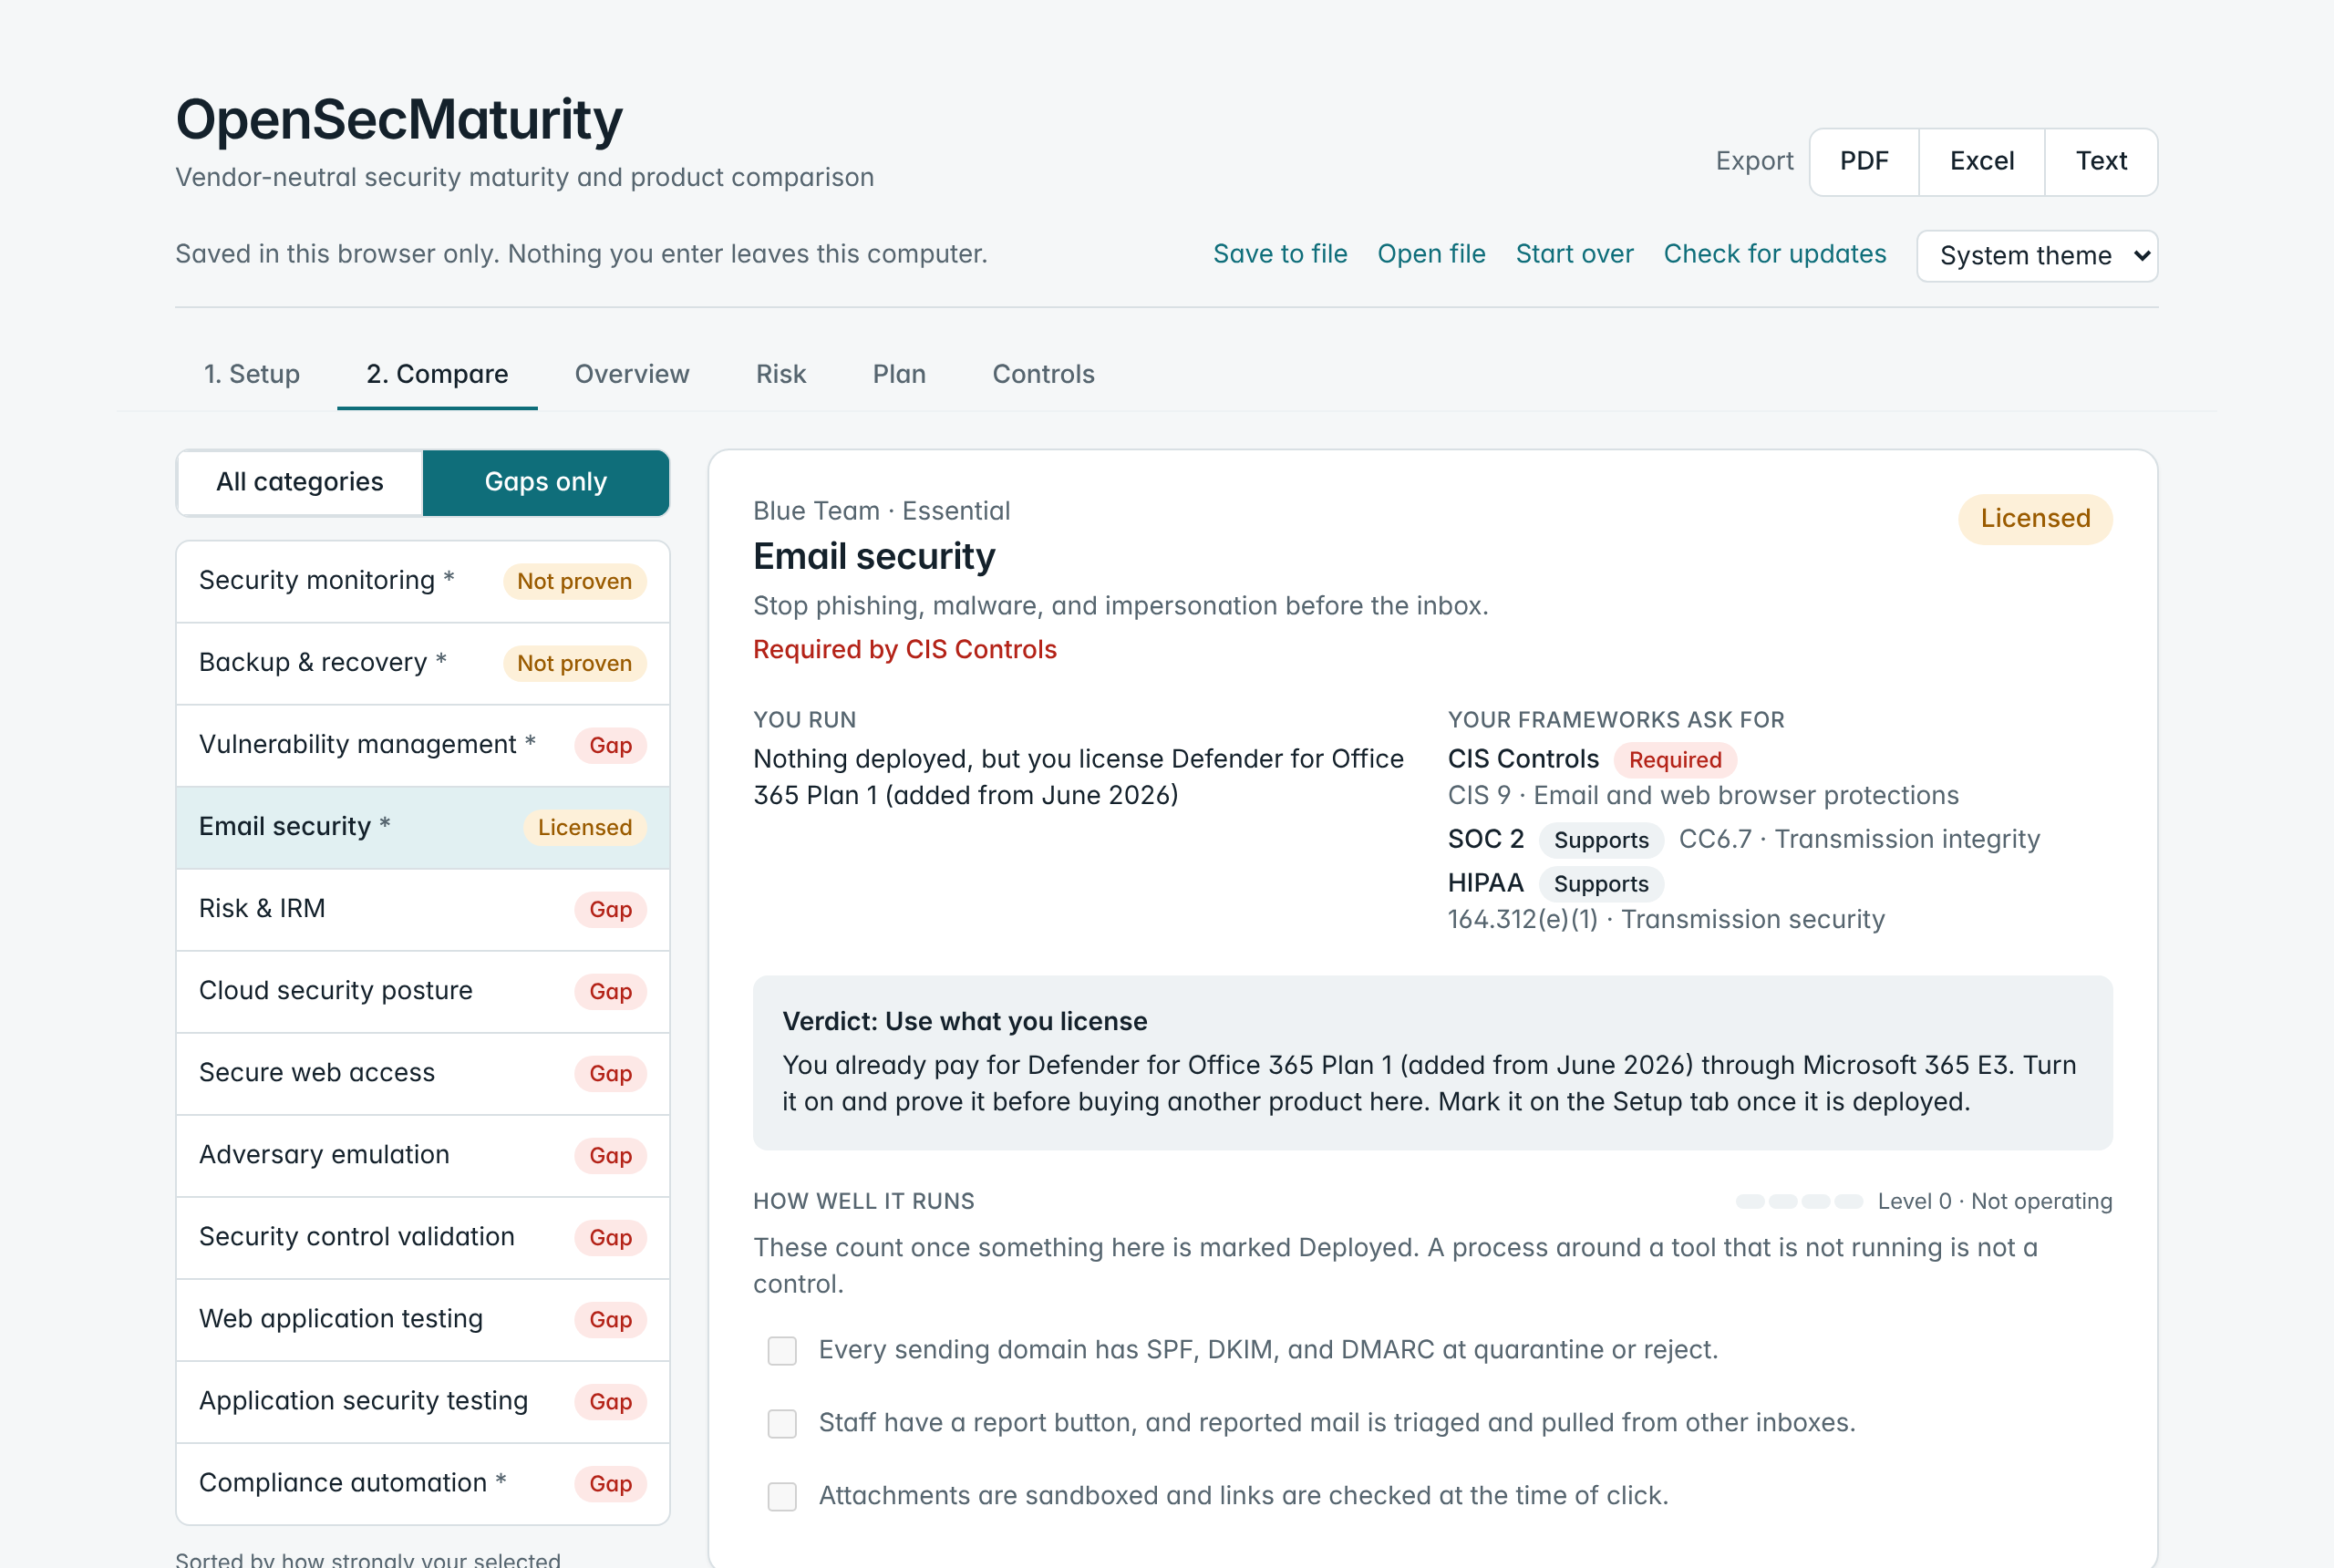 OpenSecMaturity
Vendor-neutral security maturity and product comparison
Export
PDF
Excel
Text
Saved in this browser only. Nothing you enter leaves this computer.
Save to file
Open file
Start over
Check for updates
System theme
1. Setup
2. Compare
Overview
Risk
Plan
Controls
All categories
Gaps only
Security monitoring * Not proven
Backup & recovery * Not proven
Vulnerability management * Gap
Email security * Licensed
Risk & IRM Gap
Cloud security posture Gap
Secure web access Gap
Adversary emulation Gap
Security control validation Gap
Web application testing Gap
Application security testing Gap
Compliance automation * Gap
Sorted by how strongly your selected
Blue Team · Essential
Licensed
Email security
Stop phishing, malware, and impersonation before the inbox.
Required by CIS Controls
YOU RUN
Nothing deployed, but you license Defender for Office
365 Plan 1 (added from June 2026)
YOUR FRAMEWORKS ASK FOR
CIS Controls Required
CIS 9 · Email and web browser protections
SOC 2 Supports CC6.7 · Transmission integrity
HIPAA Supports
164.312(e)(1) · Transmission security
Verdict: Use what you license
You already pay for Defender for Office 365 Plan 1 (added from June 2026) through Microsoft 365 E3. Turn
it on and prove it before buying another product here. Mark it on the Setup tab once it is deployed.
HOW WELL IT RUNS
Level 0 · Not operating
These count once something here is marked Deployed. A process around a tool that is not running is not a
control.
Every sending domain has SPF, DKIM, and DMARC at quarantine or reject.
Staff have a report button, and reported mail is triaged and pulled from other inboxes.
Attachments are sandboxed and links are checked at the time of click.